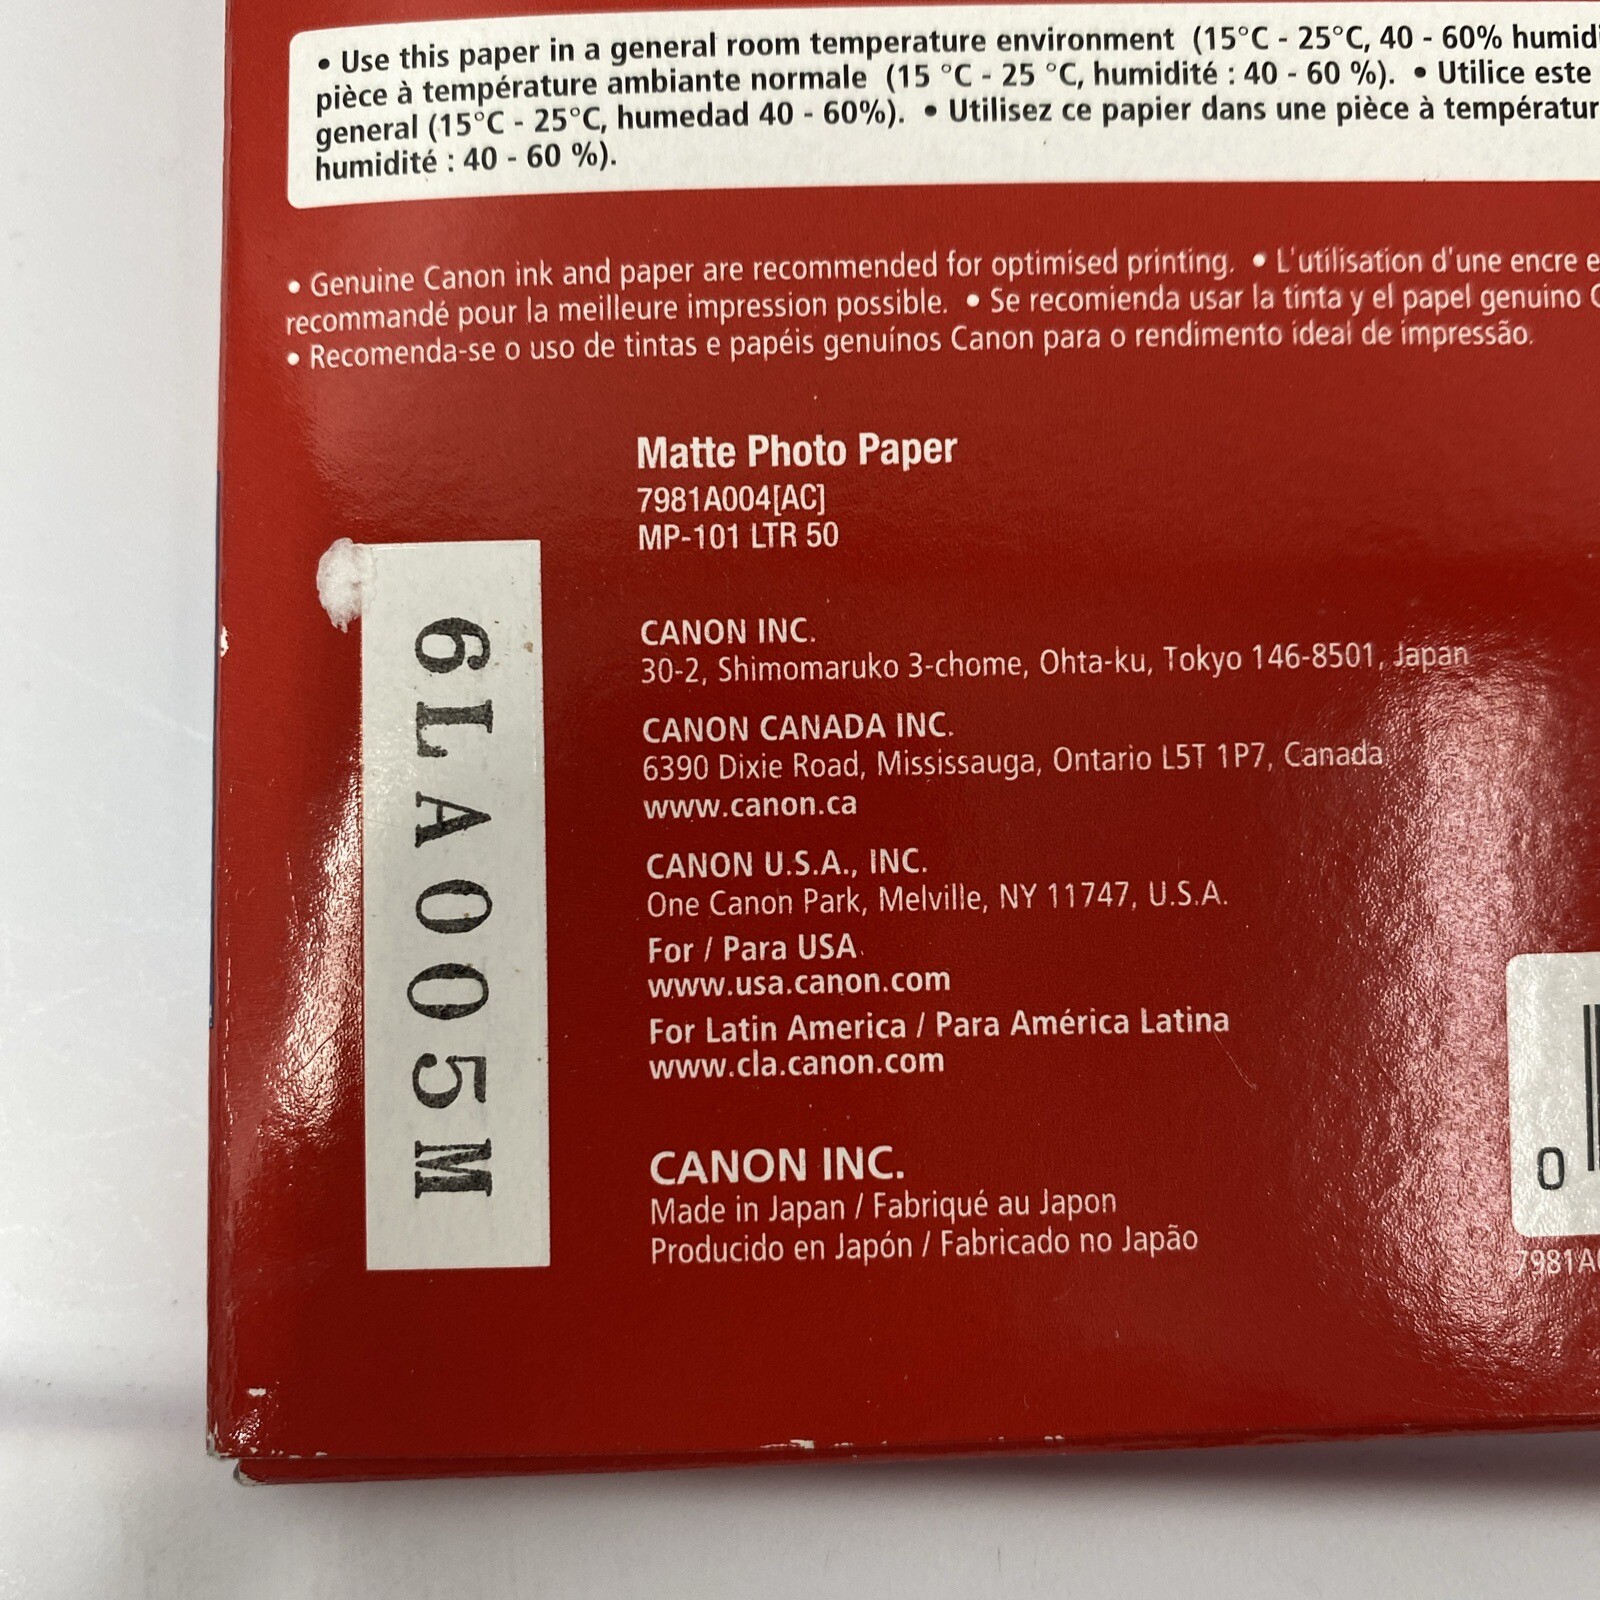 • Use this paper in a general room temperature environment (15°C - 25°C, 40 - 60%
pièce à température ambiante normale (15 °C - 25 °C, humidité : 40 - 60 %). • Utilice este
general (15°C - 25°C, humedad 40 - 60%). • Utilisez ce papier dans une pièce à
humidité : 40 - 60 %).
• Genuine Canon ink and paper are recommended for optimised printing. • L'utilisation d'une encre
recommandé pour la meilleure impression possible. • Se recomienda usar la tinta y el papel genuino
• Recomenda-se o uso de tintas e papéis genuínos Canon para o rendimento ideal de impressão.
Matte Photo Paper
7981A004[AC]
MP-101 LTR 50
CANON INC.
30-2, Shimomaruko 3-chome, Ohta-ku, Tokyo 146-8501, Japan
CANON CANADA INC.
6390 Dixie Road, Mississauga, Ontario L5T 1P7, Canada
www.canon.ca
CANON U.S.A., INC.
One Canon Park, Melville, NY 11747, U.S.A.
For / Para USA
www.usa.canon.com
For Latin America / Para América Latina
www.cla.canon.com
CANON INC.
Made in Japan / Fabriqué au Japon
Producido en Japón / Fabricado no Japão
6LA005M
0